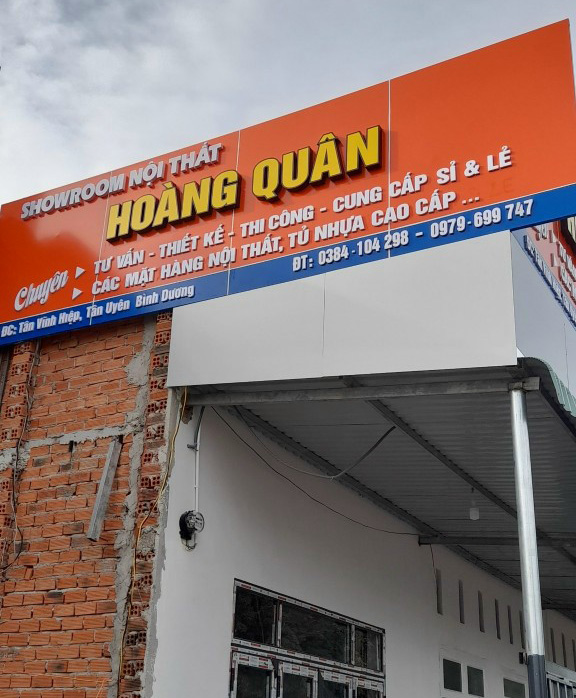 SHOWROOM NỘI THẤT
HOÀNG QUÂN
Chuyên
TƯ VẤN - THIẾT KẾ - THI CÔNG - CUNG CẤP SỈ & LẺ
CÁC MẶT HÀNG NỘI THẤT, TỦ NHỰA CAO CẤP ...
ĐC: Tân Vĩnh Hiệp, Tân Uyên Bình Dương
ĐT: 0384 -104 298 - 0979-699 747